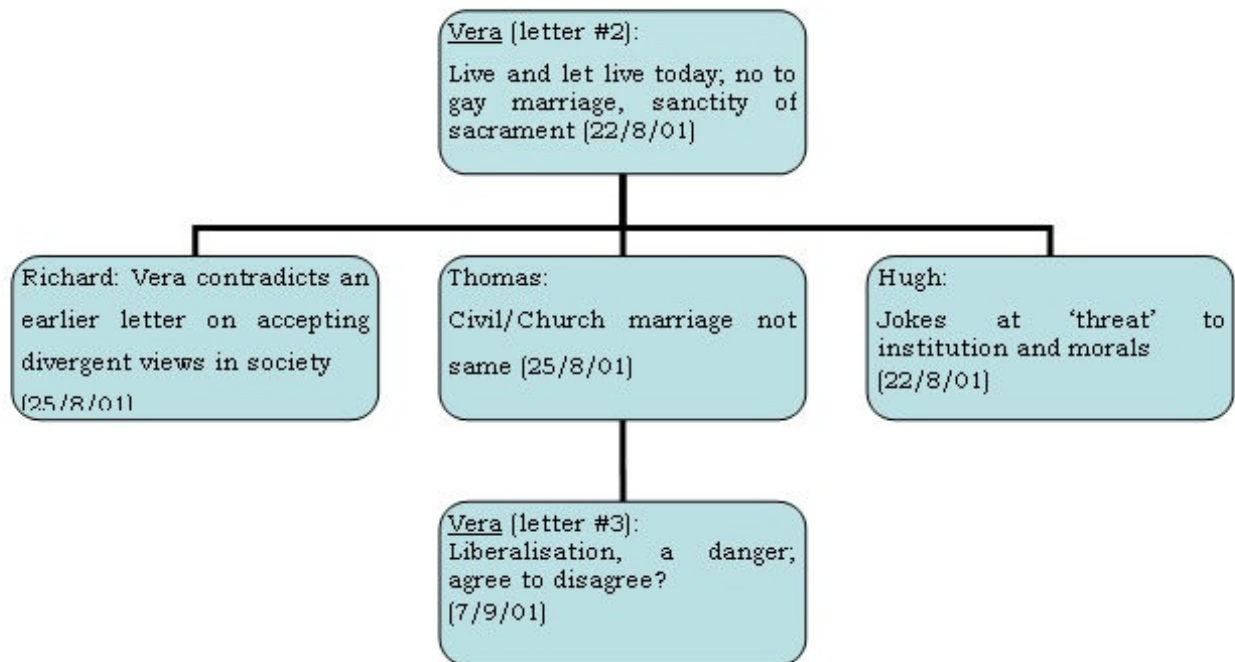 Vera (letter #2):
Live and let live today; no to
gay marriage, sanctity of
sacrament (22/8/01)
Richard: Vera contradicts an
earlier letter on accepting
divergent views in society
(25/8/01)
Thomas:
Civil/Church marriage not
same (25/8/01)
Hugh:
Jokes at ‘threat’ to
institution and morals
(22/8/01)
Vera (letter #3):
Liberalisation, a danger;
agree to disagree?
(7/9/01)